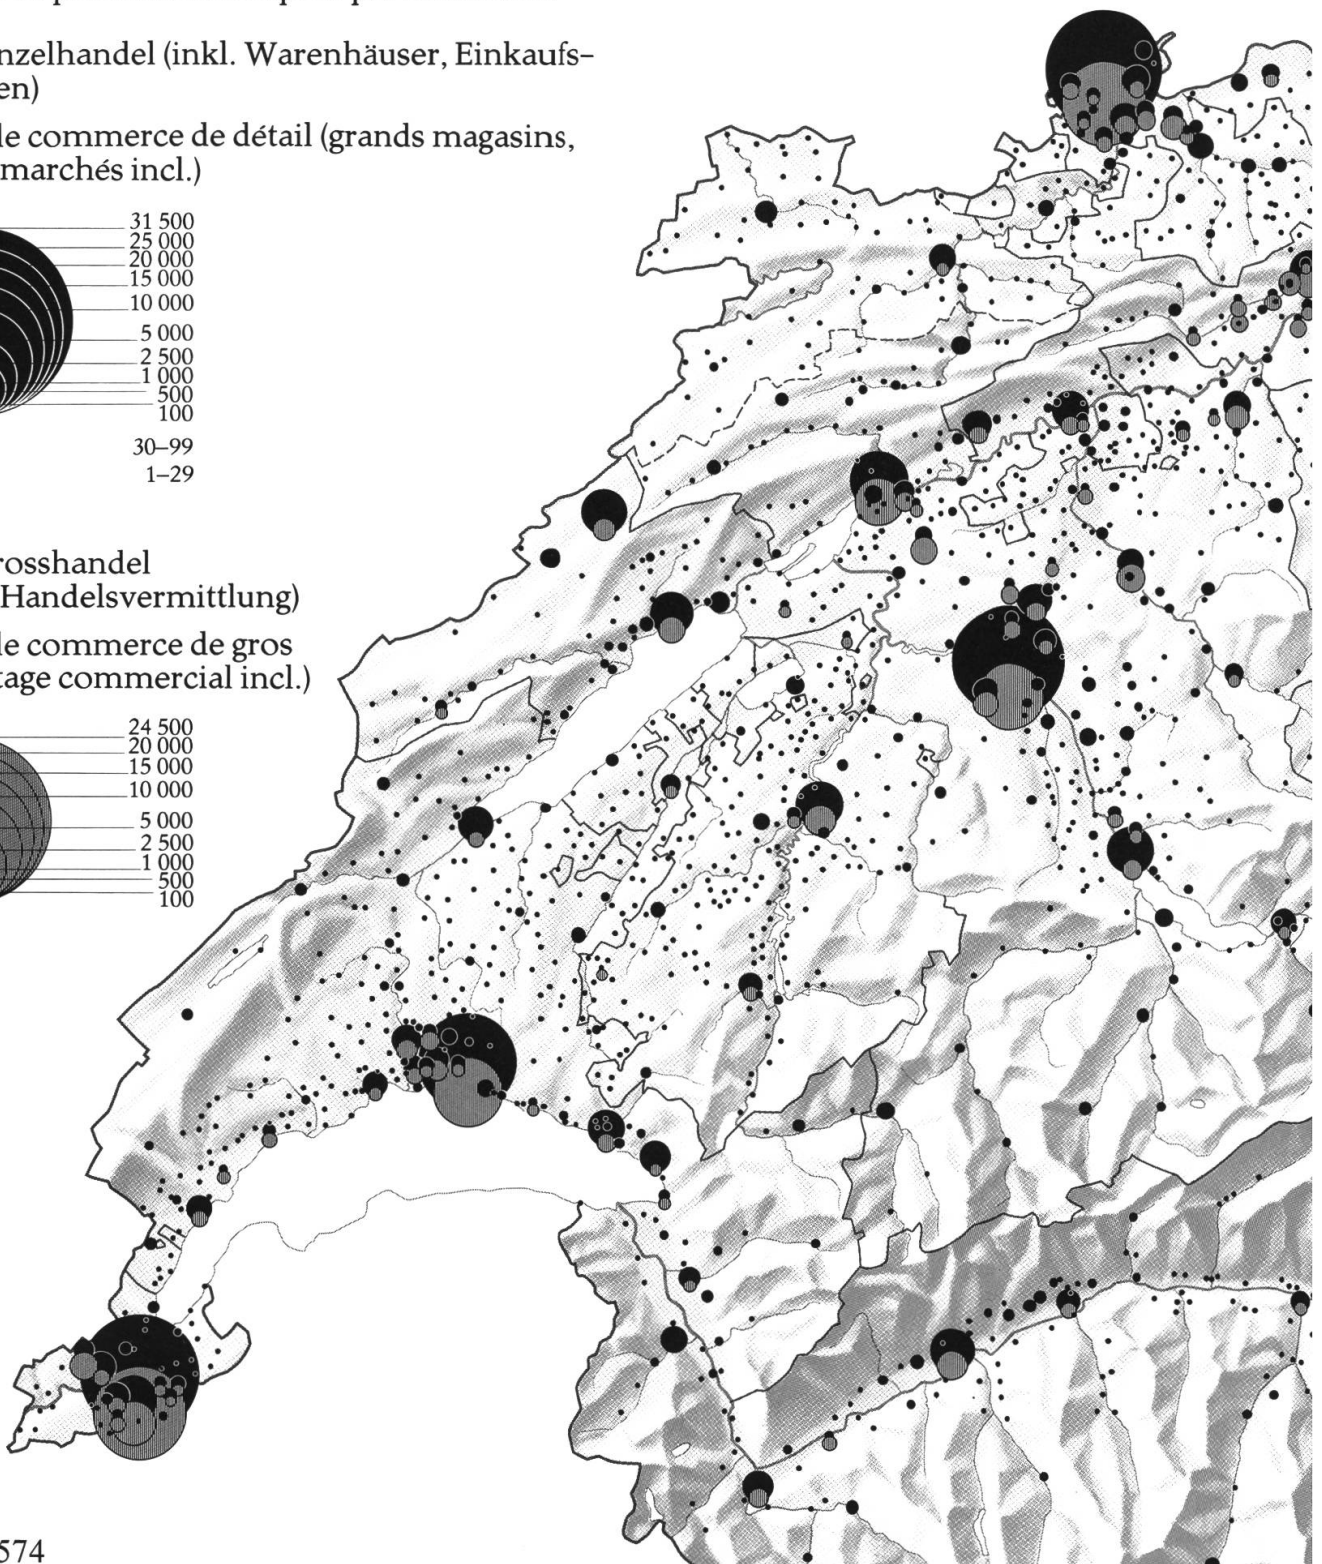 nzelhandel (inkl. Warenhäuser, Einkaufs-
en)
le commerce de détail (grands magasins,
marchés incl.)
31 500
25 000
20 000
15 000
10 000
5 000
2 500
1 000
500
100
30–99
1–29
rosshandel
Handelsvermittlung)
le commerce de gros
tage commercial incl.)
24 500
20 000
15 000
10 000
5 000
2 500
1 000
500
100
574